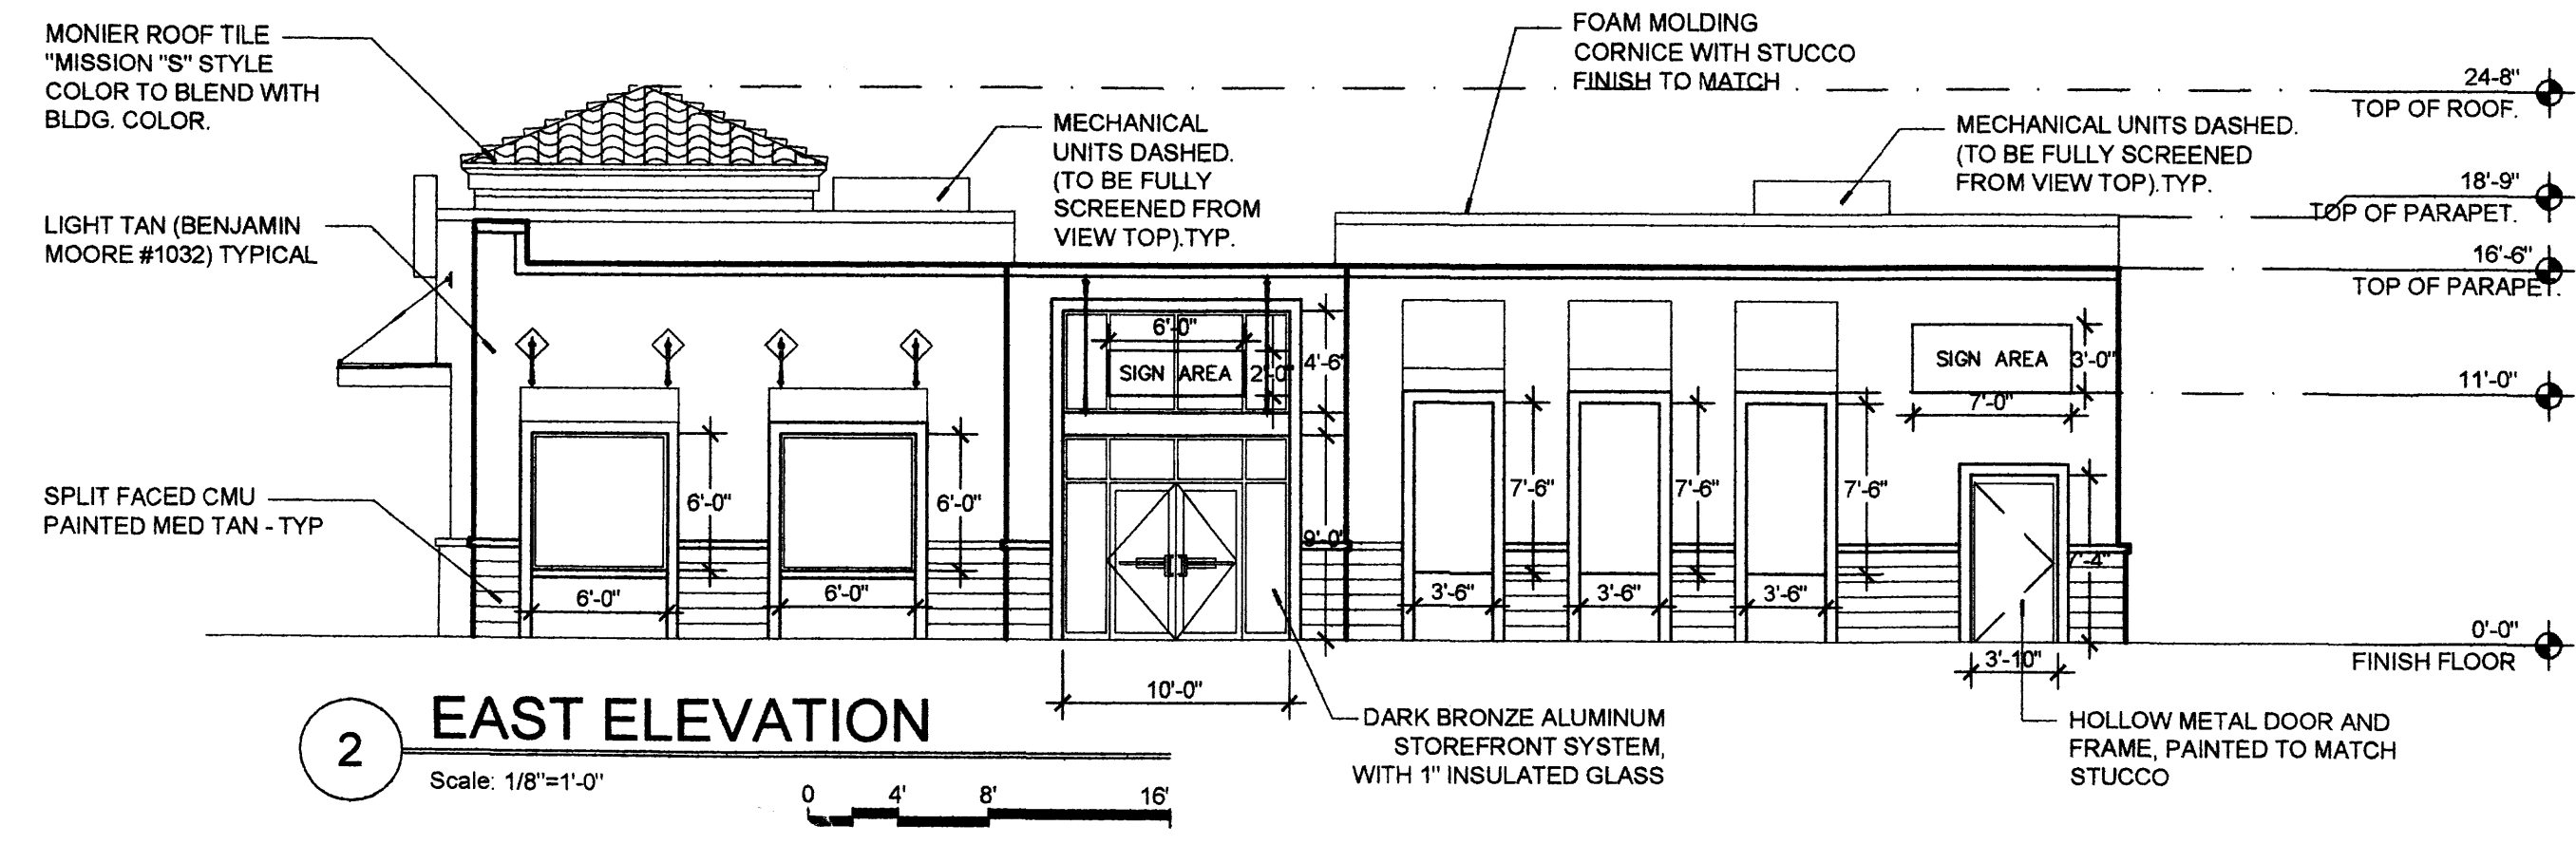 MONIER ROOF TILE
"MISSION "S" STYLE
COLOR TO BLEND WITH
BLDG. COLOR.
LIGHT TAN (BENJAMIN
MOORE #1032) TYPICAL
SPLIT FACED CMU
PAINTED MED TAN - TYP
MECHANICAL
UNITS DASHED.
(TO BE FULLY
SCREENED FROM
VIEW TOP).TYP.
FOAM MOLDING
CORNICE WITH STUCCO
FINISH TO MATCH
MECHANICAL UNITS DASHED.
(TO BE FULLY SCREENED
FROM VIEW TOP).TYP.
24-8"
TOP OF ROOF.
18'-9"
TOP OF PARAPET.
16'-6"
TOP OF PARAPET.
11'-0"
0'-0"
FINISH FLOOR
6'-0"
6'-0"
6'-0"
6'-0"
6'-0"
SIGN AREA
2'-0"
4'-6"
9'-0"
10'-0"
7'-6"
7'-6"
7'-6"
3'-6"
3'-6"
3'-6"
SIGN AREA
3'-0"
7'-0"
7'-4"
3'-10"
DARK BRONZE ALUMINUM
STOREFRONT SYSTEM,
WITH 1" INSULATED GLASS
HOLLOW METAL DOOR AND
FRAME, PAINTED TO MATCH
STUCCO
2
EAST ELEVATION
Scale: 1/8"=1'-0"
0 4' 8' 16'